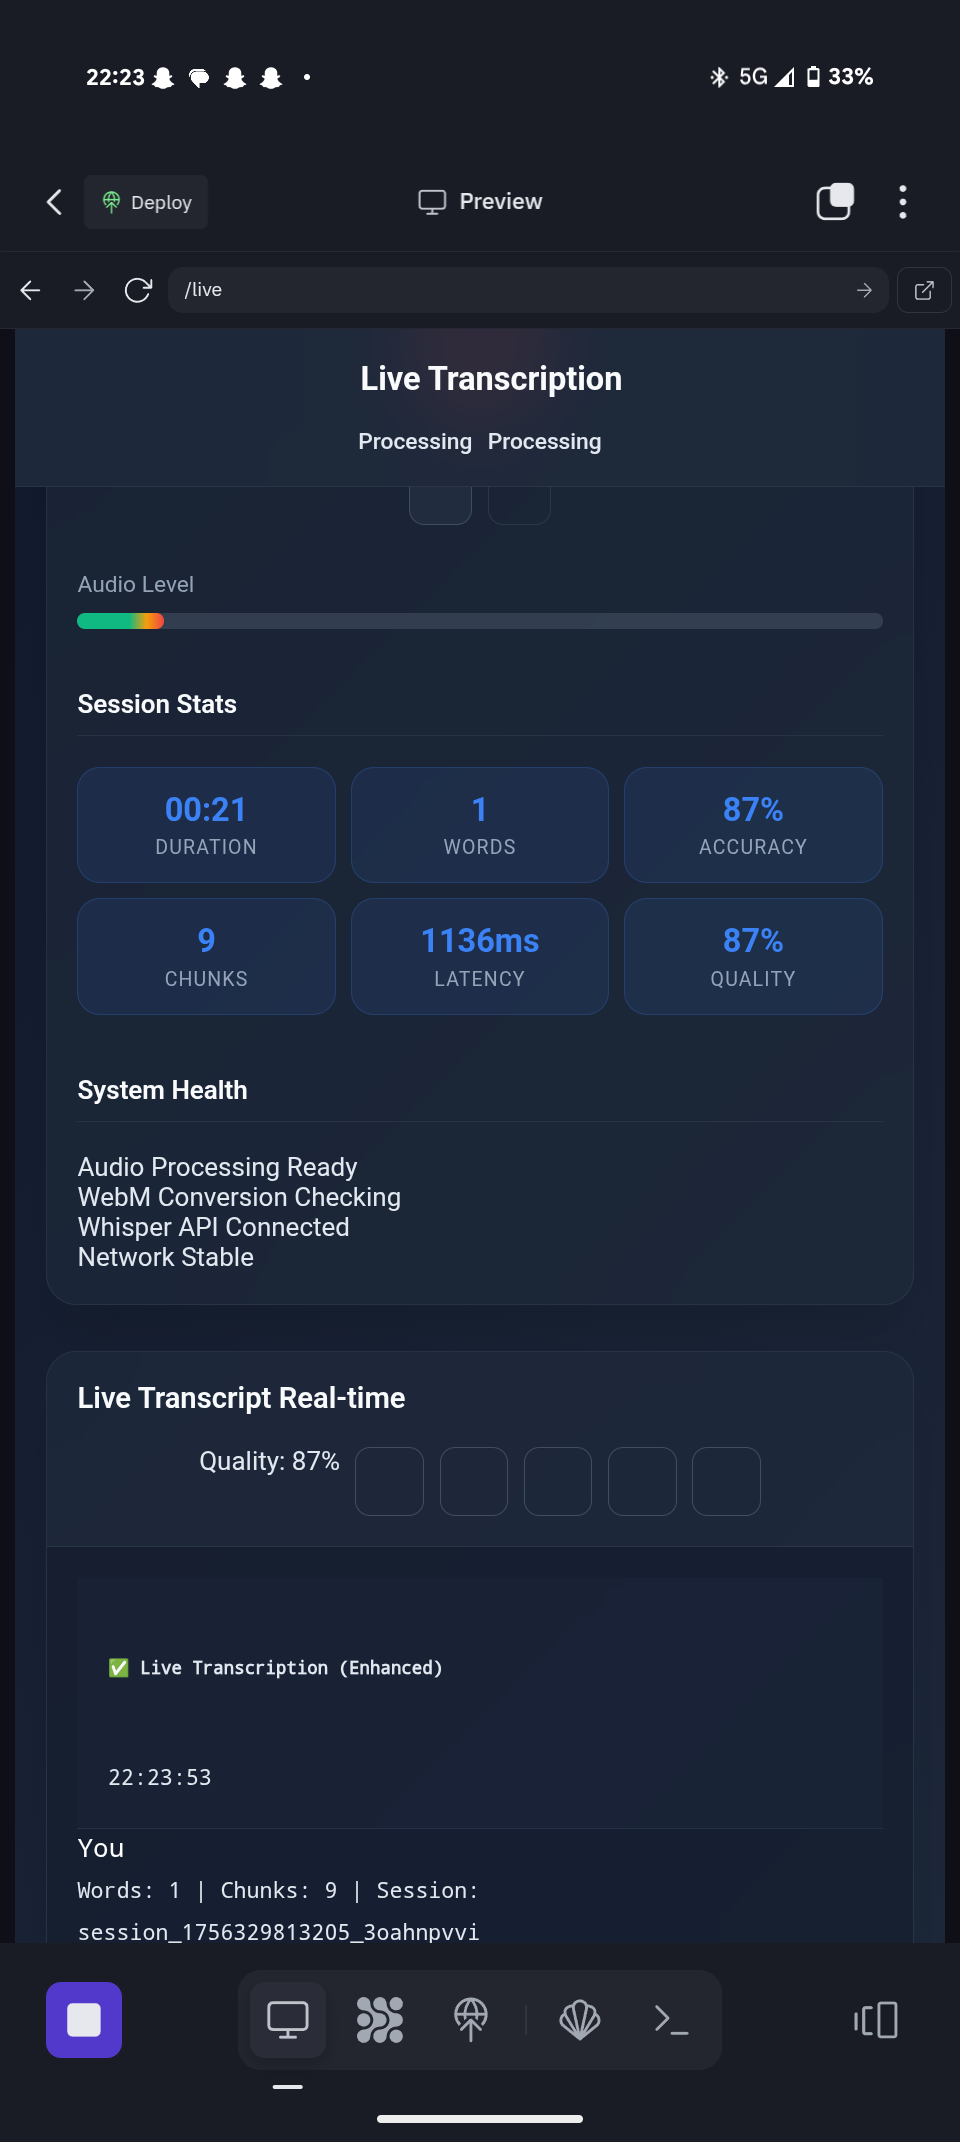 22:23
5G 33%
Deploy
Preview
/live
Live Transcription
Processing Processing
Audio Level
Session Stats
00:21
DURATION
1
WORDS
87%
ACCURACY
9
CHUNKS
1136ms
LATENCY
87%
QUALITY
System Health
Audio Processing Ready
WebM Conversion Checking
Whisper API Connected
Network Stable
Live Transcript Real-time
Quality: 87%
✅ Live Transcription (Enhanced)
22:23:53
You
Words: 1 | Chunks: 9 | Session:
session_1756329813205_3oahnpvvi